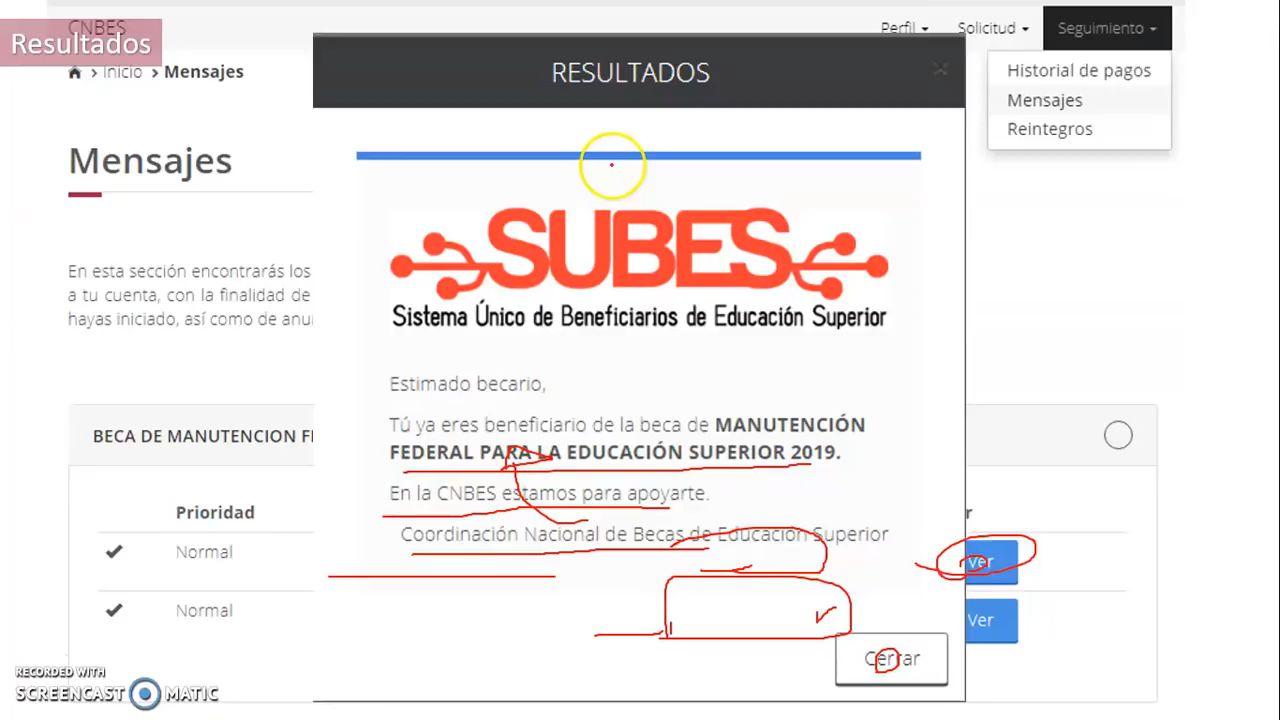 CNBES
Resultados
Perfil
Solicitud
Seguimiento
Historial de pagos
Mensajes
Reintegros
Inicio > Mensajes
Mensajes
En esta sección encontrarás los
a tu cuenta, con la finalidad de
hayas iniciado, así como de
BECA DE MANUTENCION
Prioridad
Normal
Normal
RESULTADOS
SUBES
Sistema Único de Beneficiarios de Educación Superior
Estimado becario,
Tú ya eres beneficiario de la beca de MANUTENCIÓN
FEDERAL PARA LA EDUCACIÓN SUPERIOR 2019.
En la CNBES estamos para apoyarte.
Coordinación Nacional de Becas de Educación Superior
Cerrar
Ver
Ver
RECORDED WITH
SCREENCAST MATIC